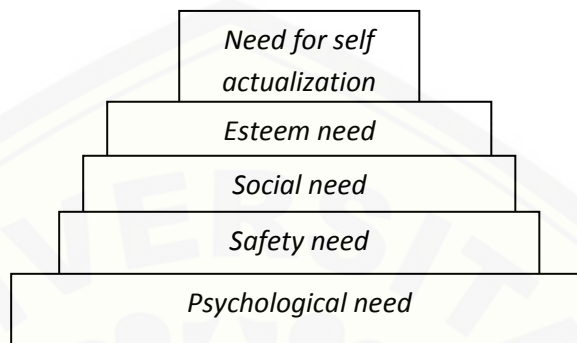 Need for self
actualization
Esteem need
Social need
Safety need
Psychological need